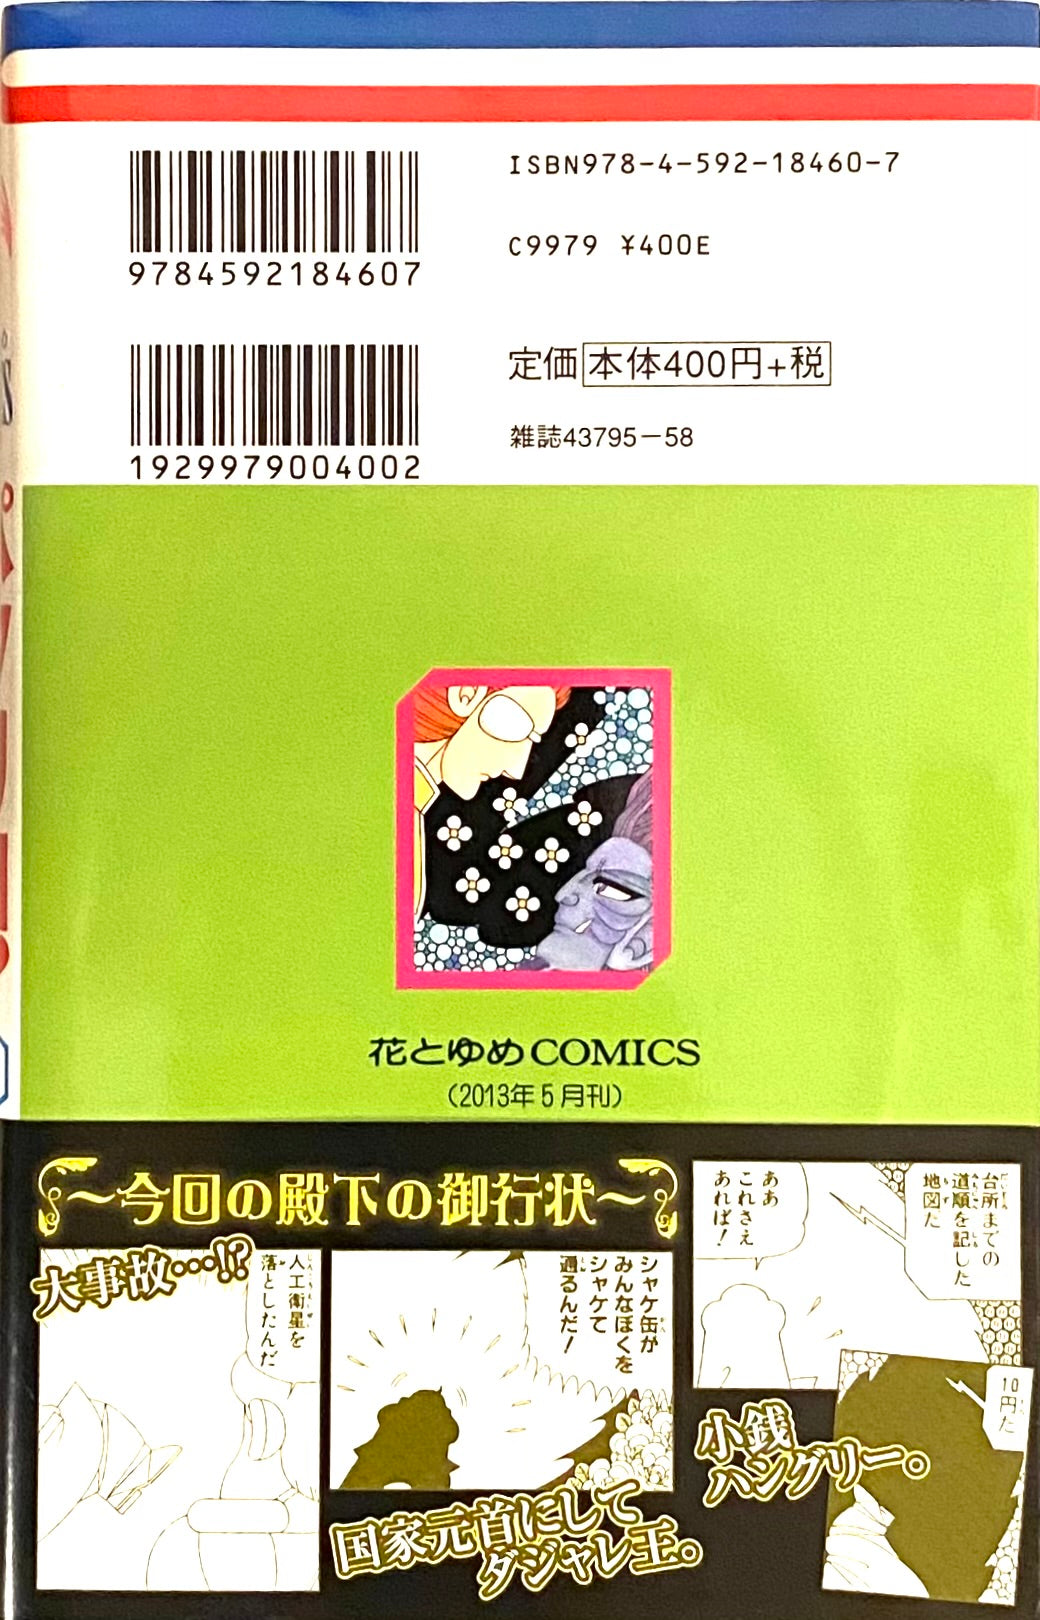 ISBN978-4-592-18460-7
9784592184607
C9979 ¥400E
定価 本体400円+税
雑誌43795-58
1929979004002
花とゆめCOMICS
(2013年5月刊)
〜今回の殿下の御行状〜
台所までの
道順を記した
地図だ
ああ
これさえ
あれば!
10
円だ
小銭
ハングリー。
シャケ缶が
みんなぼくを
シャケて
通るんだ!
国家元首にして
ダジャレ王。
大事故…!?
人工衛星を
落としたんだ